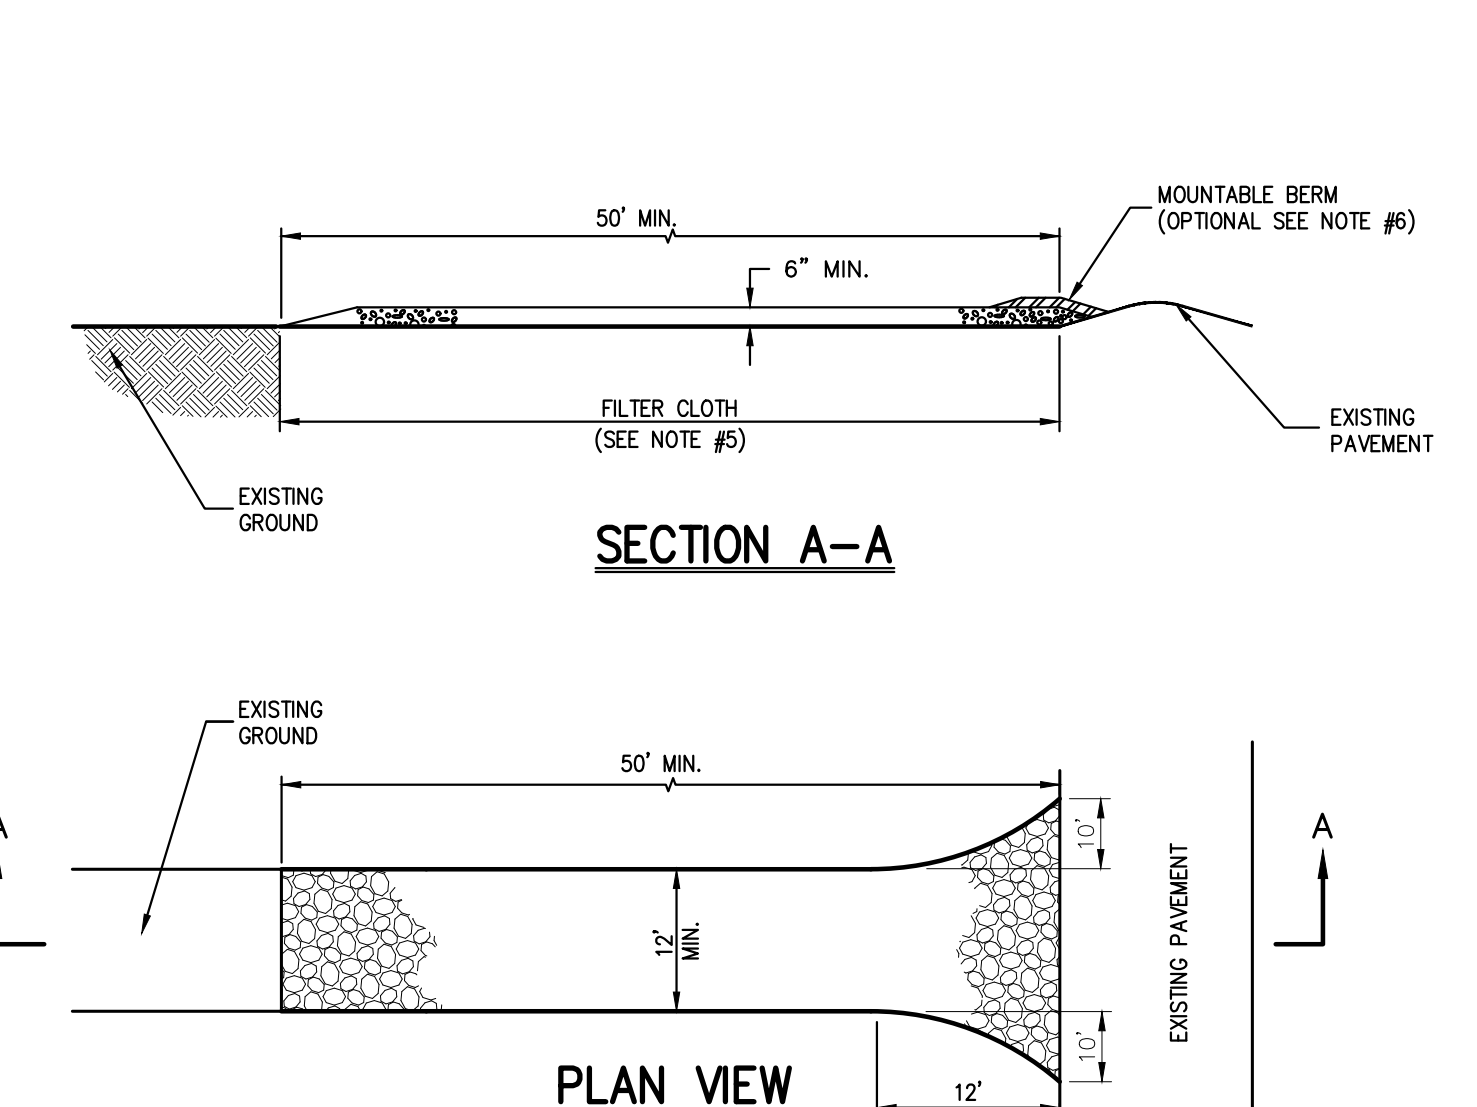 MOUNTABLE BERM
(OPTIONAL SEE NOTE #6)
50' MIN.
6" MIN.
FILTER CLOTH
(SEE NOTE #5)
EXISTING
PAVEMENT
EXISTING
GROUND
SECTION A-A
EXISTING
GROUND
50' MIN.
10'
A
A
EXISTING PAVEMENT
12'
MIN.
10'
PLAN VIEW
12'